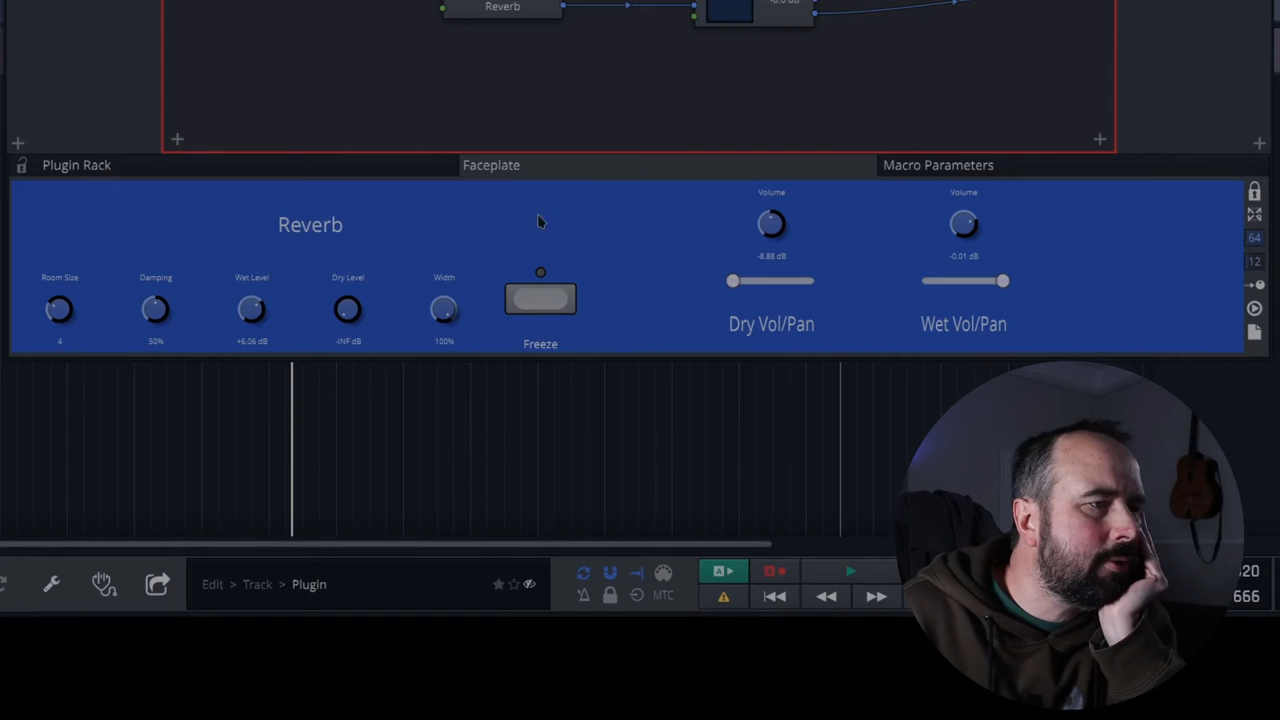 Reverb
Plugin Rack
Faceplate
Macro Parameters
Reverb
Volume
-8.88 dB
Dry Vol/Pan
Volume
-0.01 dB
Wet Vol/Pan
Room Size
4
Damping
50%
Wet Level
+6.06 dB
Dry Level
-INF dB
Width
100%
Freeze
64
12
Edit > Track > Plugin
MTC
A
A
20
666